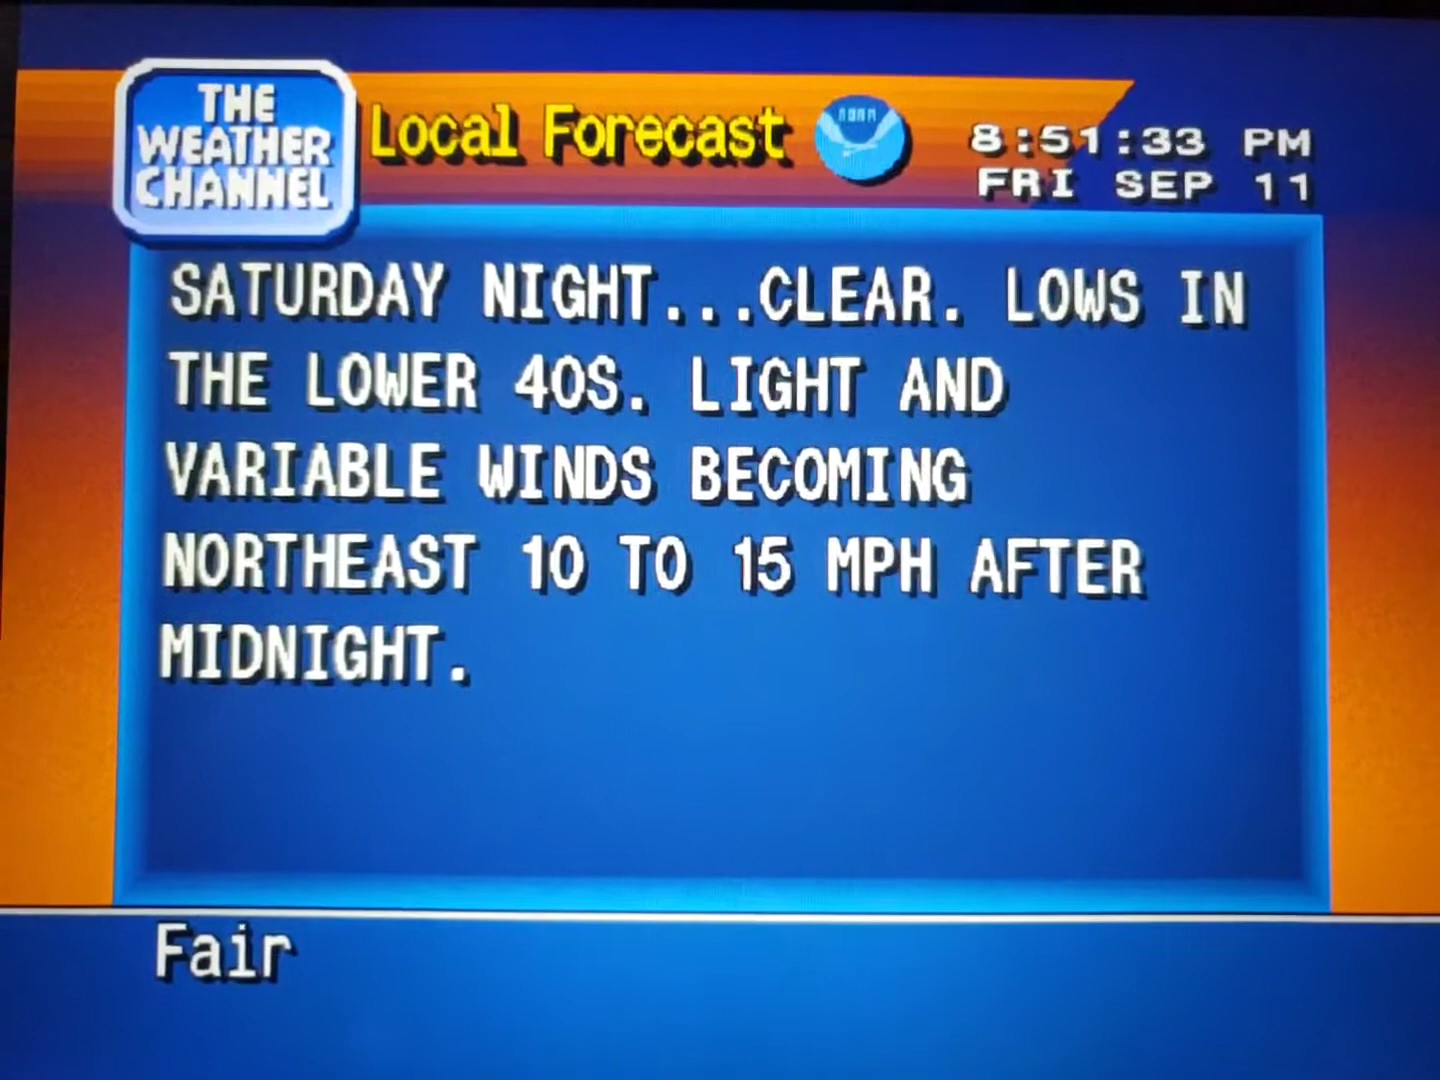 THE
WEATHER
CHANNEL
Local Forecast
NOAA
8:51:33 PM
FRI SEP 11
SATURDAY NIGHT...CLEAR. LOWS IN
THE LOWER 40S. LIGHT AND
VARIABLE WINDS BECOMING
NORTHEAST 10 TO 15 MPH AFTER
MIDNIGHT.
Fair